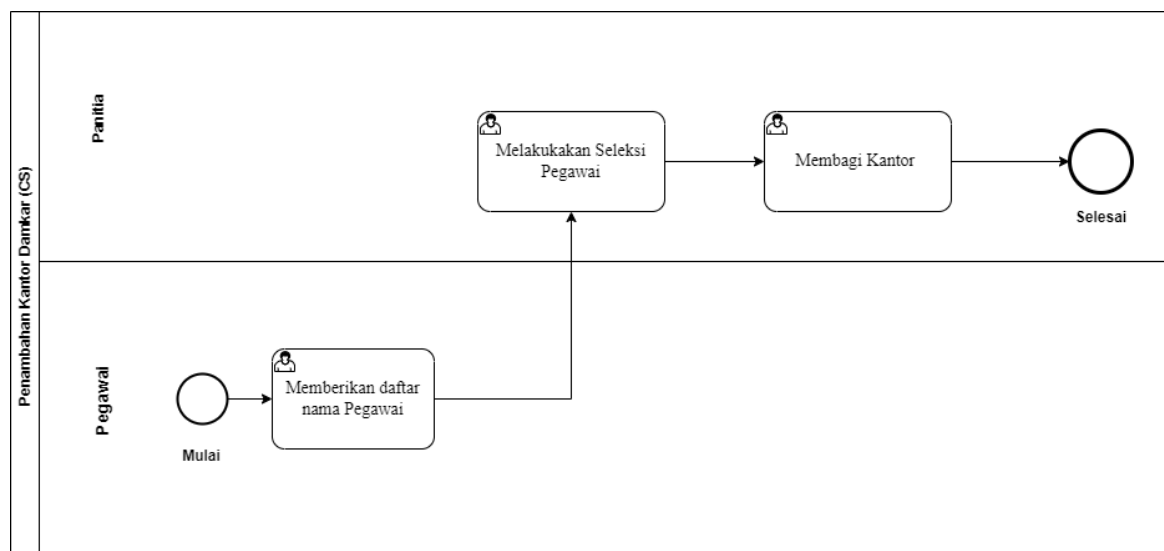 Penambahan Kantor Damkar (CS)
Panitia
Melakukakan Seleksi
Pegawai
Membagi Kantor
Selesai
Pegawai
Memberikan daftar
nama Pegawai
Mulai